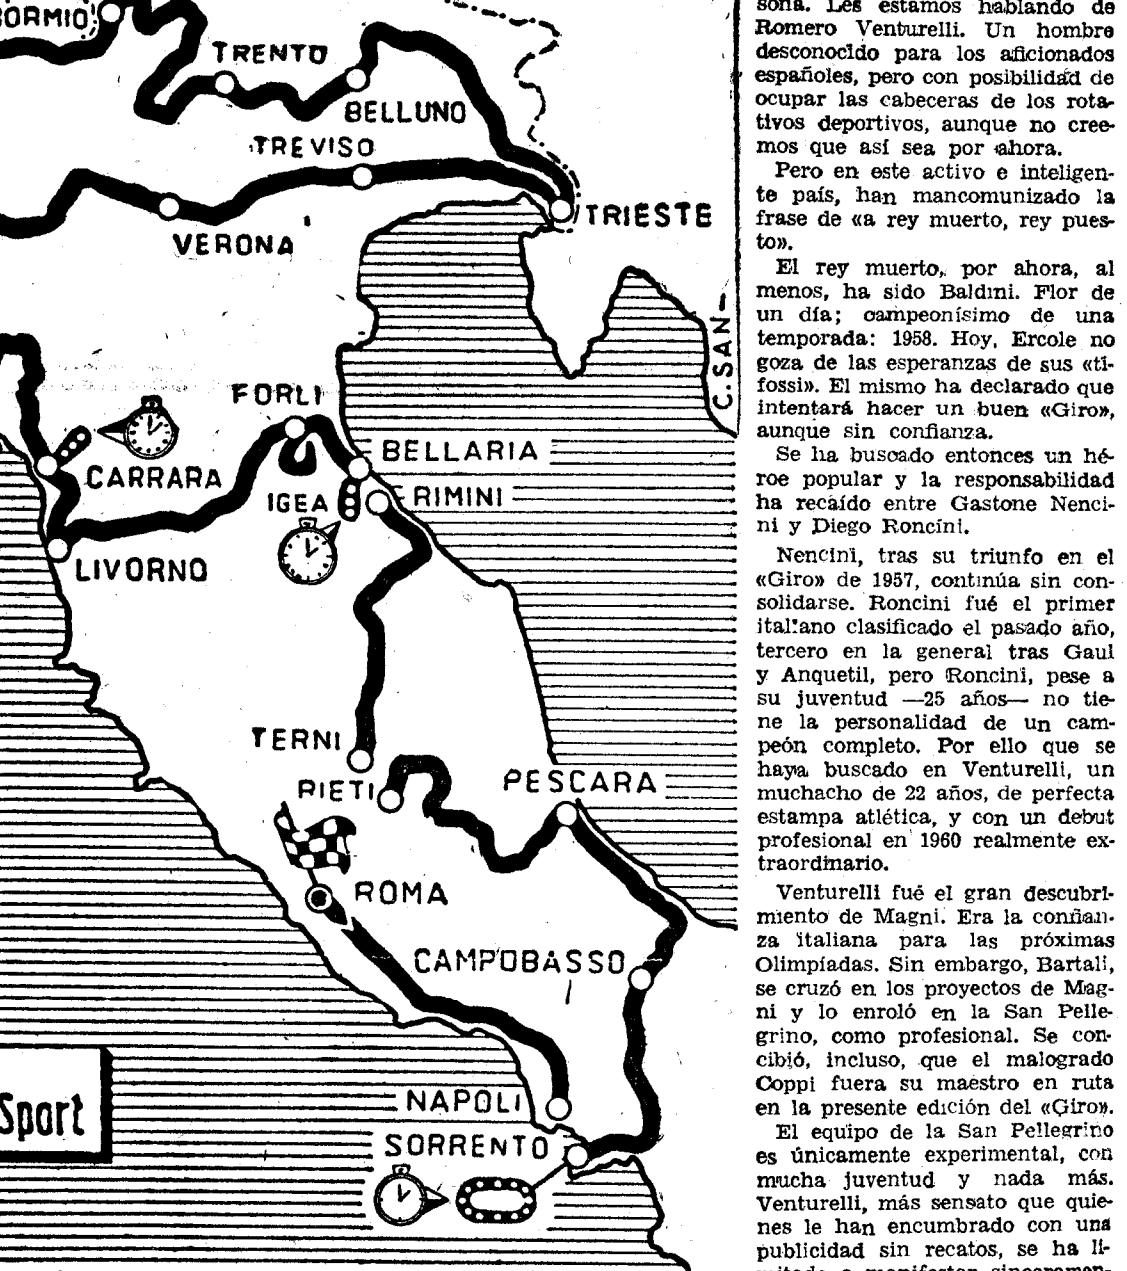 BORMIO
TRENTO
BELLUNO
TREVISO
VERONA
TRIESTE
C.SAN-
FORLI
BELLARIA
CARRARA
IGEA
RIMINI
LIVORNO
TERNI
RIETI
PESCARA
ROMA
CAMPOBASSO
NAPOLI
SORRENTO
Sport
sona. Les estamos hablando de
Romero Venturelli. Un hombre
desconocido para los aficionados
españoles, pero con posibilidad de
ocupar las cabeceras de los rota-
tivos deportivos, aunque no cree-
mos que así sea por ahora.
Pero en este activo e inteligen-
te país, han mancomunizado la
frase de «a rey muerto, rey pues-
to».
El rey muerto, por ahora, al
menos, ha sido Baldini. Flor de
un día; campeonísimo de una
temporada: 1958. Hoy, Ercole no
goza de las esperanzas de sus «ti-
fossi». El mismo ha declarado que
intentará hacer un buen «Giro»,
aunque sin confianza.
Se ha buscado entonces un hé-
roe popular y la responsabilidad
ha recaído entre Gastone Nenci-
ni y Diego Roncini.
Nencini, tras su triunfo en el
«Giro» de 1957, continúa sin con-
solidarse. Roncini fué el primer
italiano clasificado el pasado año,
tercero en la general tras Gaul
y Anquetil, pero Roncini, pese a
su juventud —25 años— no tie-
ne la personalidad de un cam-
peón completo. Por ello que se
haya buscado en Venturelli, un
muchacho de 22 años, de perfecta
estampa atlética, y con un debut
profesional en 1960 realmente ex-
traordinario.
Venturelli fué el gran descubri-
miento de Magni. Era la confian-
za italiana para las próximas
Olimpíadas. Sin embargo, Bartali,
se cruzó en los proyectos de Mag-
ni y lo enroló en la San Pelle-
grino, como profesional. Se con-
cibió, incluso, que el malogrado
Coppi fuera su maestro en ruta
en la presente edición del «Giro».
El equipo de la San Pellegrino
es únicamente experimental, con
mucha juventud y nada más.
Venturelli, más sensato que quie-
nes le han encumbrado con una
publicidad sin recatos, se ha li-